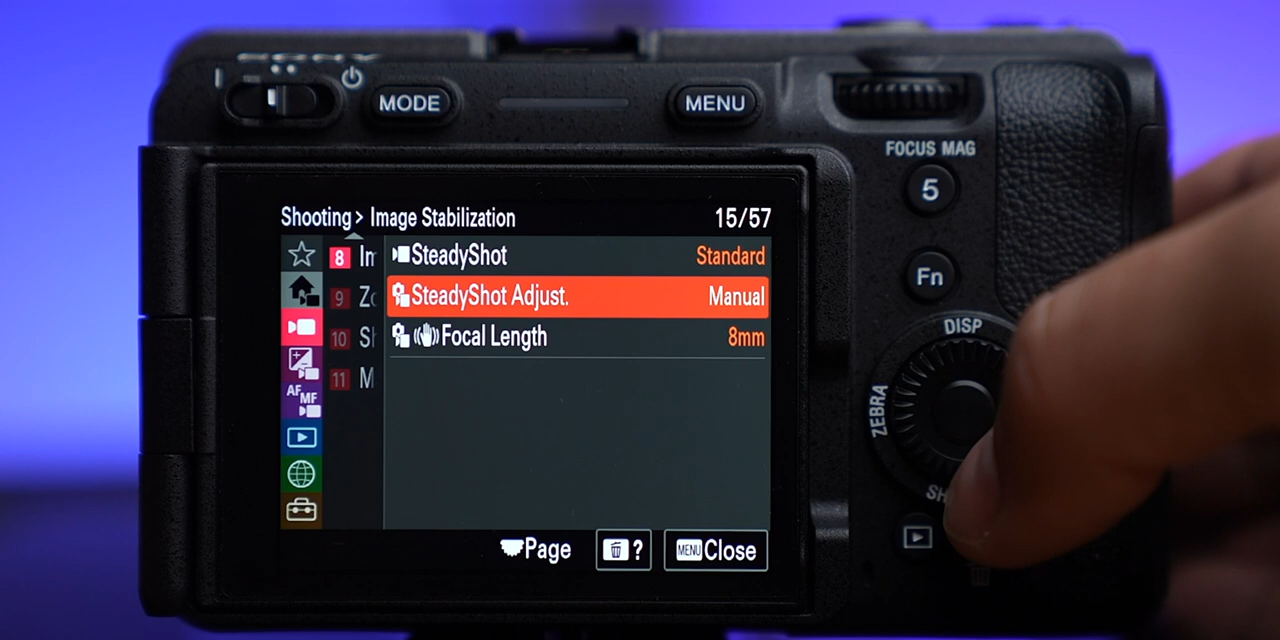 MODE
MENU
FOCUS MAG
5
Fn
DISP
ZEBRA
Shooting > Image Stabilization 15/57
8
9
10
11 M
SteadyShot Standard
SteadyShot Adjust. Manual
Focal Length 8mm
AF MF
Page ? MENU Close